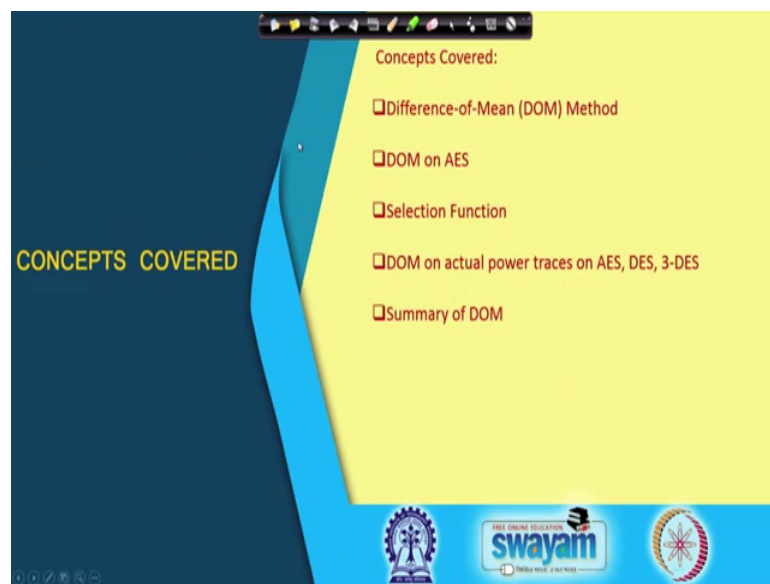 CONCEPTS COVERED
Concepts Covered:
❑Difference-of-Mean (DOM) Method
❑DOM on AES
❑Selection Function
❑DOM on actual power traces on AES, DES, 3-DES
❑Summary of DOM
FREE ONLINE EDUCATION
swayam